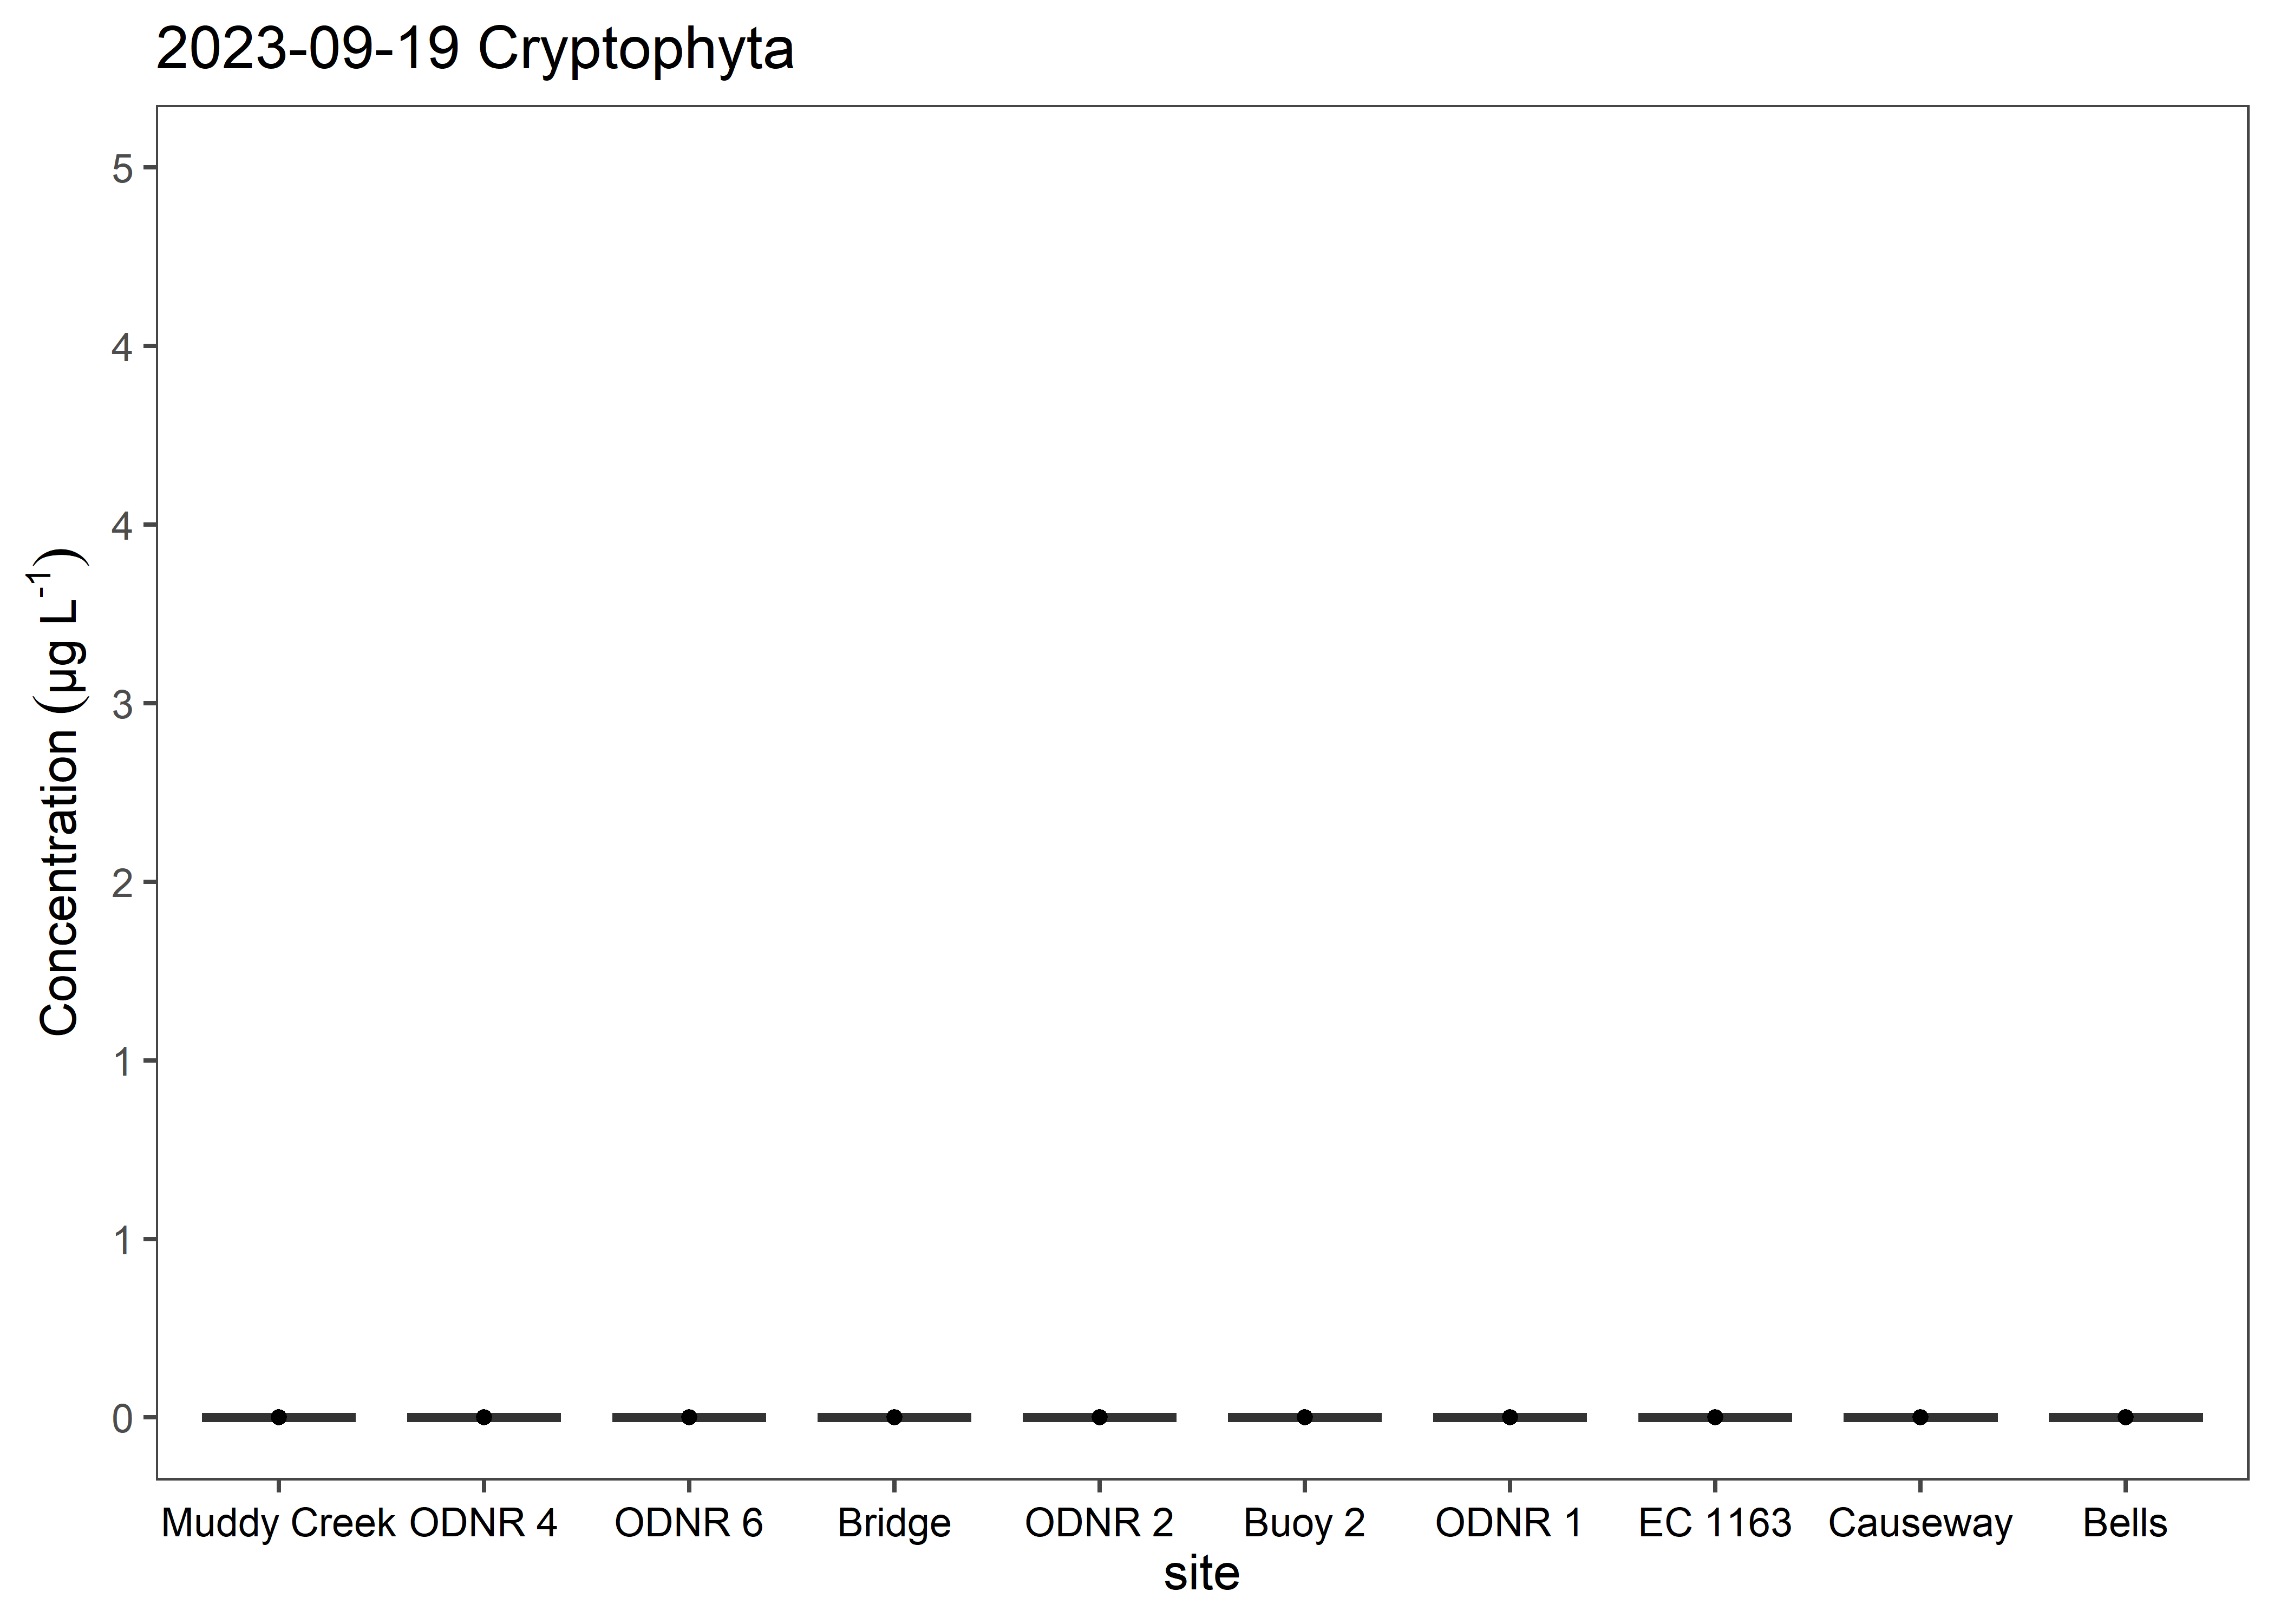 2023-09-19 Cryptophyta
5
4
4
3
2
1
1
0
Concentration (µg L-1)
Muddy Creek ODNR 4 ODNR 6 Bridge ODNR 2 Buoy 2 ODNR 1 EC 1163 Causeway Bells
site